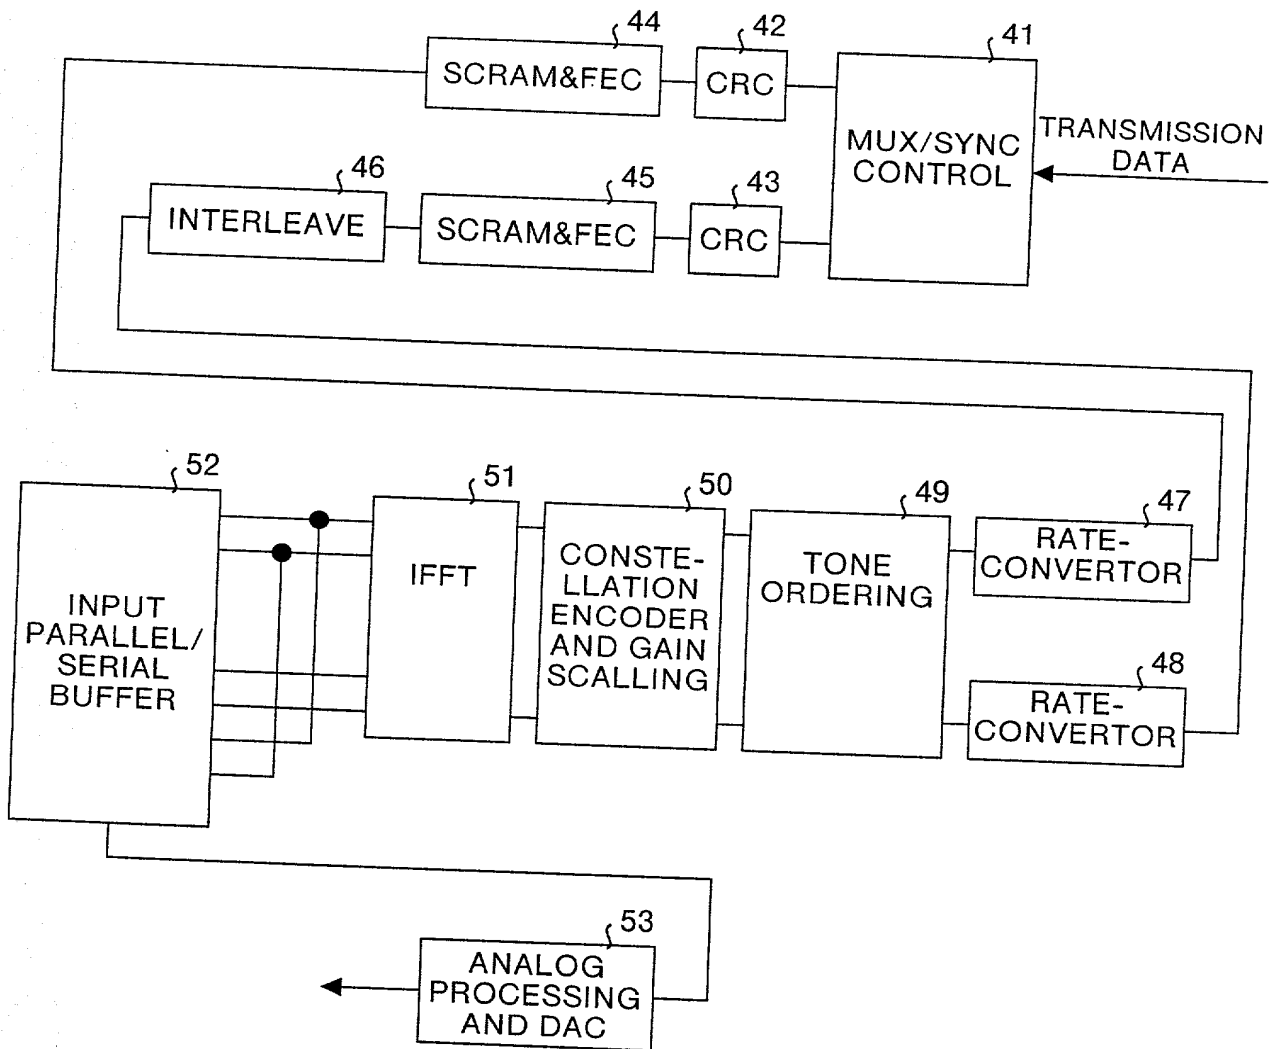 44
42
41
SCRAM&FEC
CRC
MUX/SYNC
CONTROL
TRANSMISSION
DATA
46
45
43
INTERLEAVE
SCRAM&FEC
CRC
52
51
50
49
47
INPUT
PARALLEL/
SERIAL
BUFFER
IFFT
CONSTE-
LLATION
ENCODER
AND GAIN
SCALLING
TONE
ORDERING
RATE-
CONVERTOR
48
RATE-
CONVERTOR
53
ANALOG
PROCESSING
AND DAC